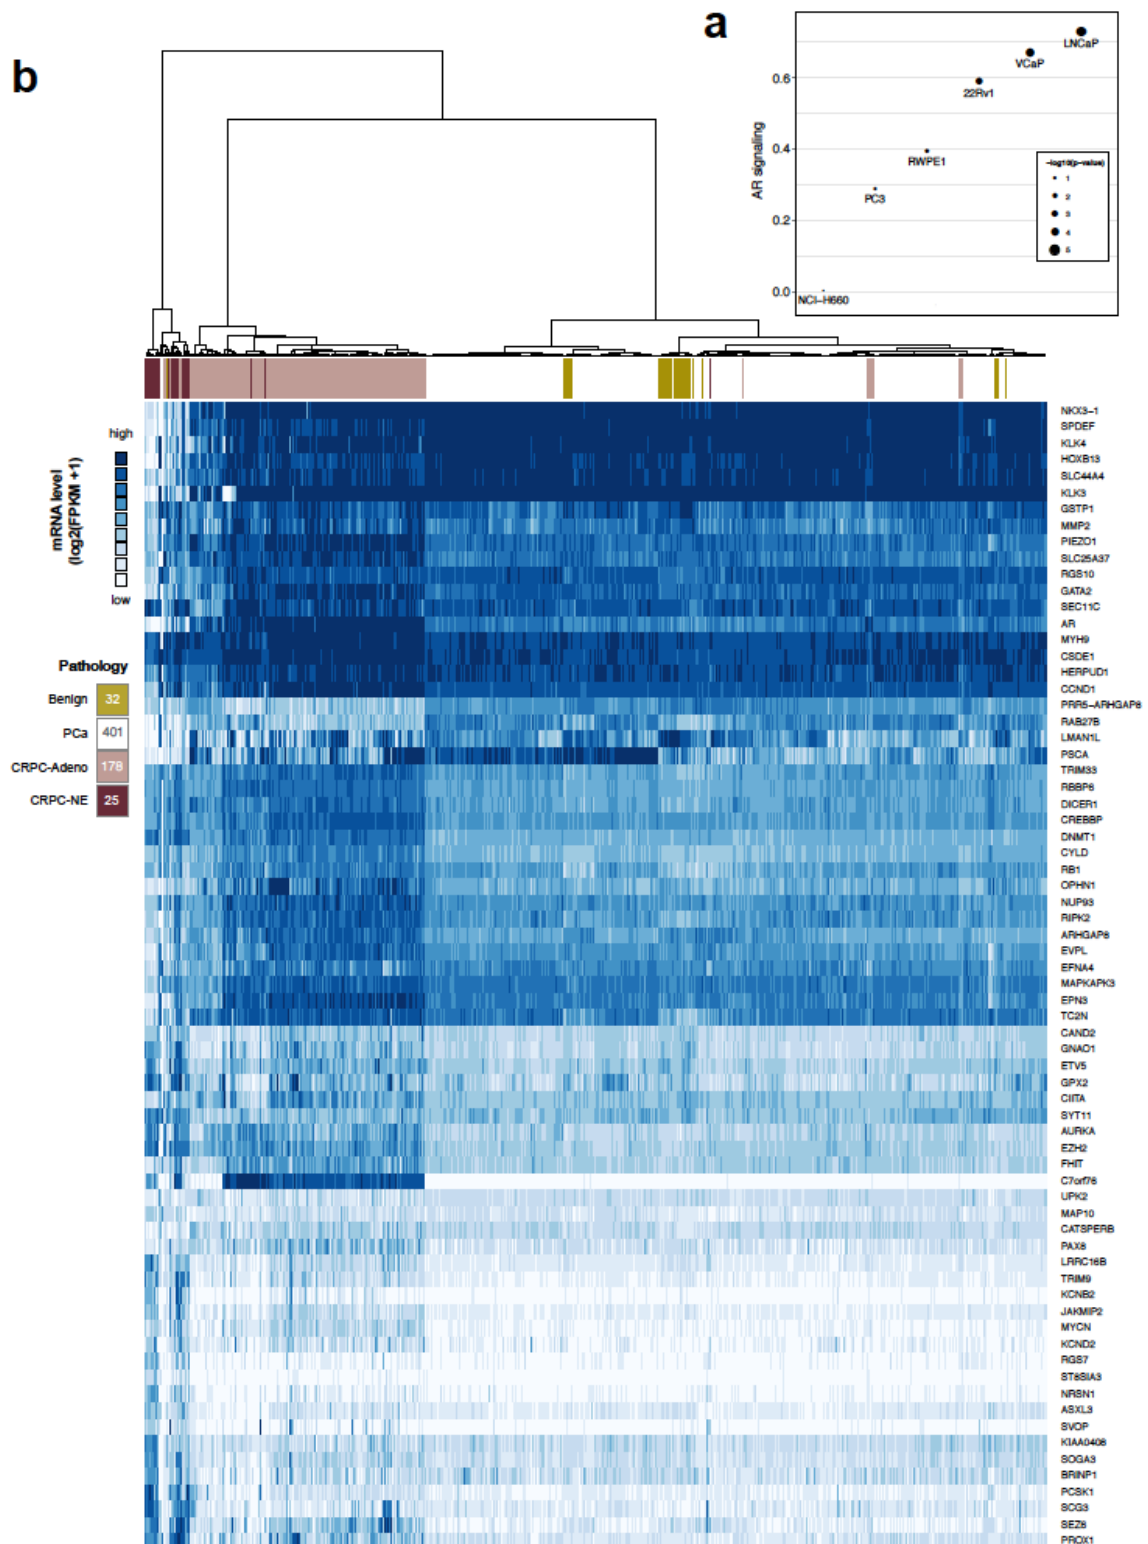 a
b
LNCaP
VCaP
22Rv1
RWPE1
PC3
NCI-H660
0.6
0.4
0.2
0.0
AR signaling
-log10(p-value)
1
2
3
4
5
high
low
mRNA level
(log2(FPKM +1)
Pathology
Benign 32
PCa 401
CRPC-Adeno 178
CRPC-NE 25
NKX3-1
SPDEF
KLK4
HOXB13
SLC44A4
KLK3
GSTP1
MMP2
PIEZO1
SLC25A37
RGS10
GATA2
SEC11C
AR
MYH9
CSDE1
HERPUD1
CCND1
PRR5-ARHGAP8
RAB27B
LMAN1L
PSCA
TRIM33
RBBP6
DICER1
CREBBP
DNMT1
CYLD
RB1
OPHN1
NUP93
RIPK2
ARHGAP8
EVPL
EFNA4
MAPKAPK3
EPN3
TC2N
CAND2
GNAO1
ETV5
GPX2
CIITA
SYT11
AURKA
EZH2
FHIT
C7orf76
UPK2
MAP10
CATSPERB
PAX8
LRRC16B
TRIM9
KCNB2
JAKMIP2
MYCN
KCND2
RGS7
ST8SIA3
NRSN1
ASXL3
SVOP
KIAA0408
SOGA3
BRINP1
PCSK1
SCG3
SEZ6
PROX1